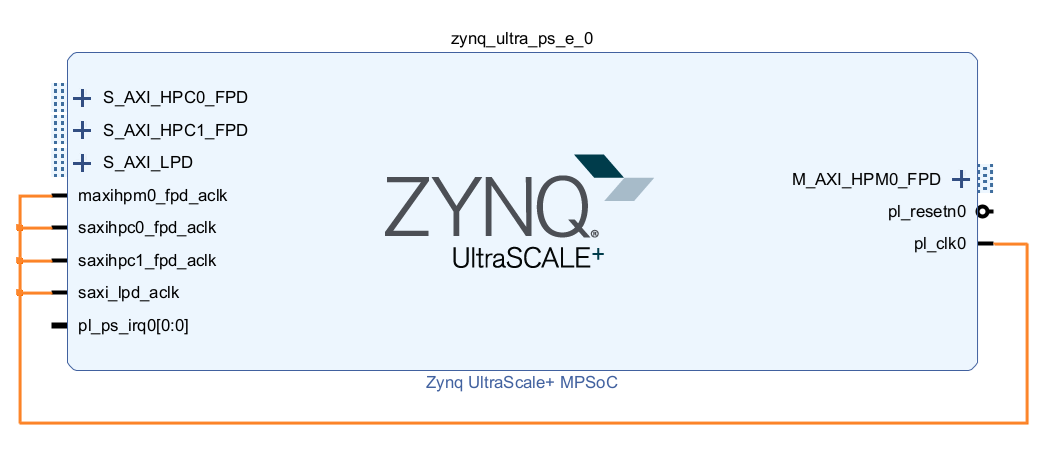 zynq_ultra_ps_e_0
S_AXI_HPC0_FPD
S_AXI_HPC1_FPD
S_AXI_LPD
maxihpm0_fpd_aclk
saxihpc0_fpd_aclk
saxihpc1_fpd_aclk
saxi_lpd_aclk
pl_ps_irq0[0:0]
ZYNQ®
UltraSCALE+
M_AXI_HPM0_FPD
pl_resetn0
pl_clk0
Zynq UltraScale+ MPSoC